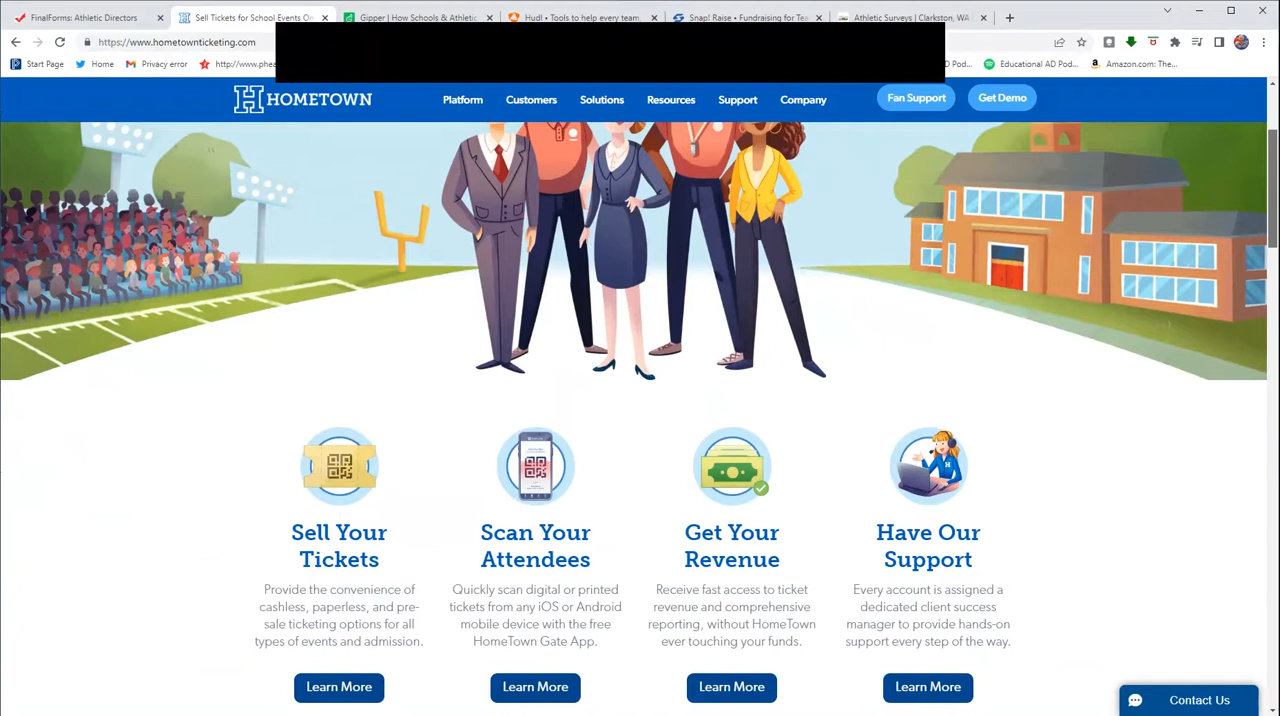 FinalForms: Athletic Directors
Sell Tickets for School Events On
Gipper | How Schools & Athletic
Hudl • Tools to help every team
Snap! Raise • Fundraising for Te
Athletic Surveys | Clarkston, WA
https://www.hometownticketing.com
Start Page
Home
Privacy error
http://www.phea
D Pod...
Educational AD Pod...
Amazon.com: The...
H HOMETOWN
Platform
Customers
Solutions
Resources
Support
Company
Fan Support
Get Demo
Sell Your
Tickets
Provide the convenience of
cashless, paperless, and pre-
sale ticketing options for all
types of events and admission.
Learn More
Scan Your
Attendees
Quickly scan digital or printed
tickets from any iOS or Android
mobile device with the free
HomeTown Gate App.
Learn More
Get Your
Revenue
Receive fast access to ticket
revenue and comprehensive
reporting, without HomeTown
ever touching your funds.
Learn More
Have Our
Support
Every account is assigned a
dedicated client success
manager to provide hands-on
support every step of the way.
Learn More
Contact Us